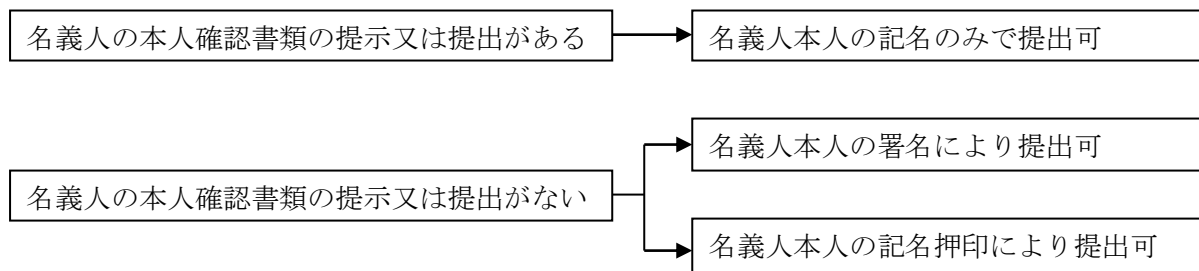 名義人の本人確認書類の提示又は提出がある
名義人本人の記名のみで提出可
名義人本人の署名により提出可
名義人の本人確認書類の提示又は提出がない
名義人本人の記名押印により提出可